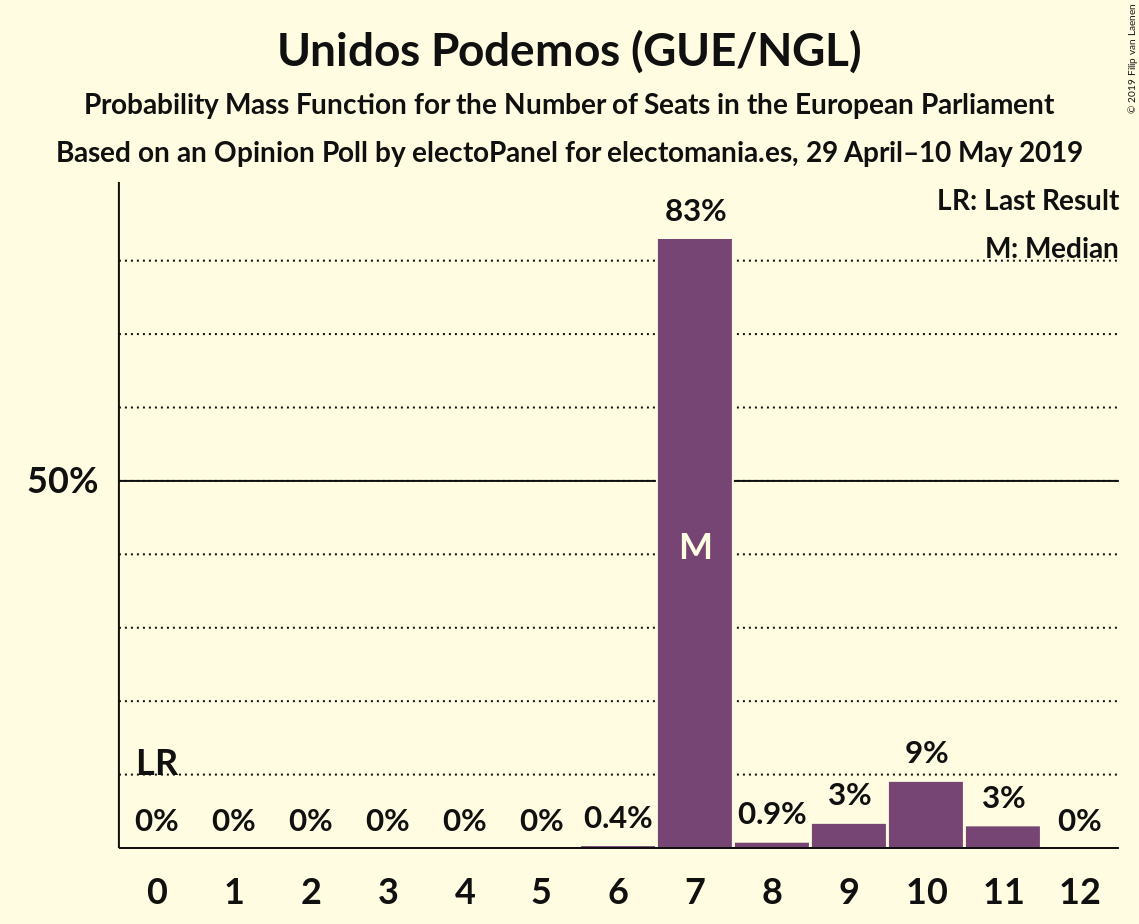 Unidos Podemos (GUE/NGL)
Probability Mass Function for the Number of Seats in the European Parliament
Based on an Opinion Poll by electoPanel for electomania.es, 29 April–10 May 2019
© 2019 Filip van Laenen
LR: Last Result
M: Median
83%
50%
M
LR
0% 0% 0% 0% 0% 0% 0.4% 0.9% 3% 9% 3% 0%
0 1 2 3 4 5 6 7 8 9 10 11 12